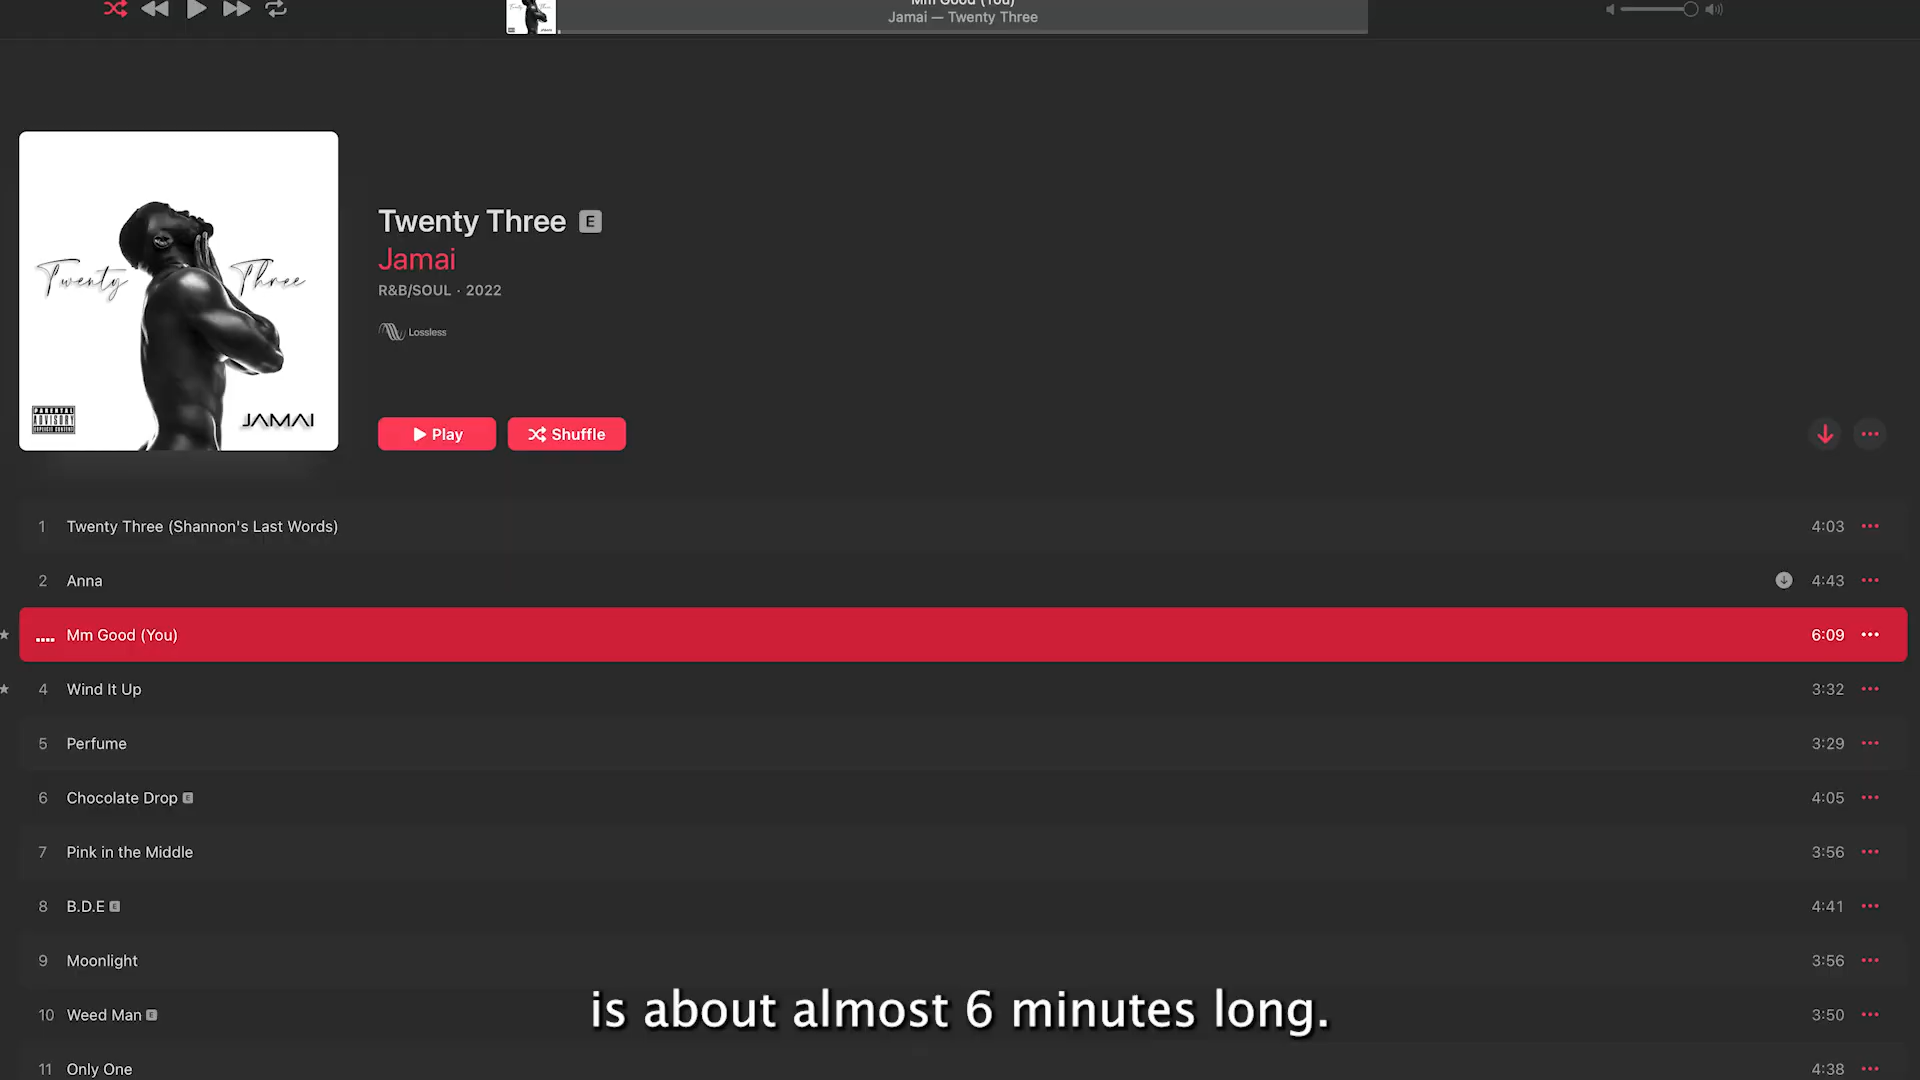 Mm Good (You)
Jamai — Twenty Three
Twenty Three
JAMAI
PARENTAL
ADVISORY
EXPLICIT CONTENT
Twenty Three E
Jamai
R&B/SOUL · 2022
Lossless
Play
Shuffle
1 Twenty Three (Shannon's Last Words) 4:03
2 Anna 4:43
Mm Good (You) 6:09
4 Wind It Up 3:32
5 Perfume 3:29
6 Chocolate Drop E 4:05
7 Pink in the Middle 3:56
8 B.D.E E 4:41
9 Moonlight 3:56
10 Weed Man E 3:50
11 Only One 4:38
is about almost 6 minutes long.